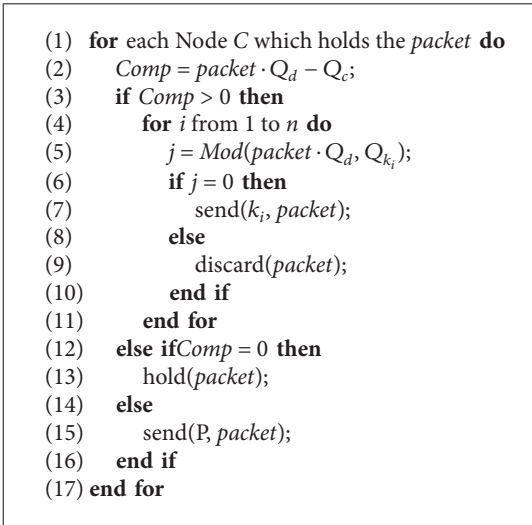 (1) for each Node C which holds the packet do
(2) Comp = packet · Q_d − Q_c;
(3) if Comp > 0 then
(4) for i from 1 to n do
(5) j = Mod(packet · Q_d, Q_{k_i});
(6) if j = 0 then
(7) send(k_i, packet);
(8) else
(9) discard(packet);
(10) end if
(11) end for
(12) else ifComp = 0 then
(13) hold(packet);
(14) else
(15) send(P, packet);
(16) end if
(17) end for